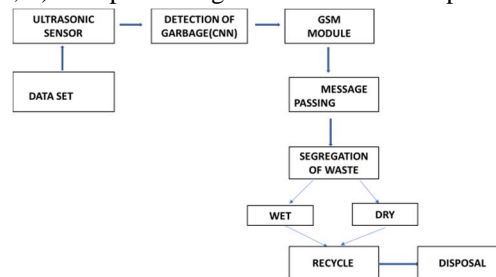 ULTRASONIC
SENSOR
DETECTION OF
GARBAGE(CNN)
GSM
MODULE
DATA SET
MESSAGE
PASSING
SEGREGATION
OF WASTE
WET
DRY
RECYCLE
DISPOSAL